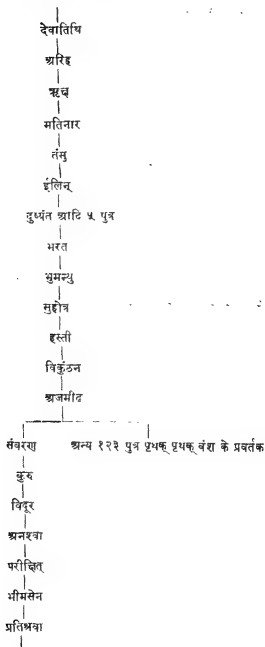 देवातिथि
अरिह
ऋच
मतिनार
तंसु
ईलिन्
दुष्यंत आदि ५ पुत्र
भरत
भुमन्यु
सुहोत्र
हस्ती
विकुंठन
अजमीढ
संवरण अन्य १२३ पुत्र पृथक् पृथक् वंश के प्रवर्तक
कुरु
विदूर
अनश्वा
परीक्षित्
भीमसेन
प्रतिश्रवा